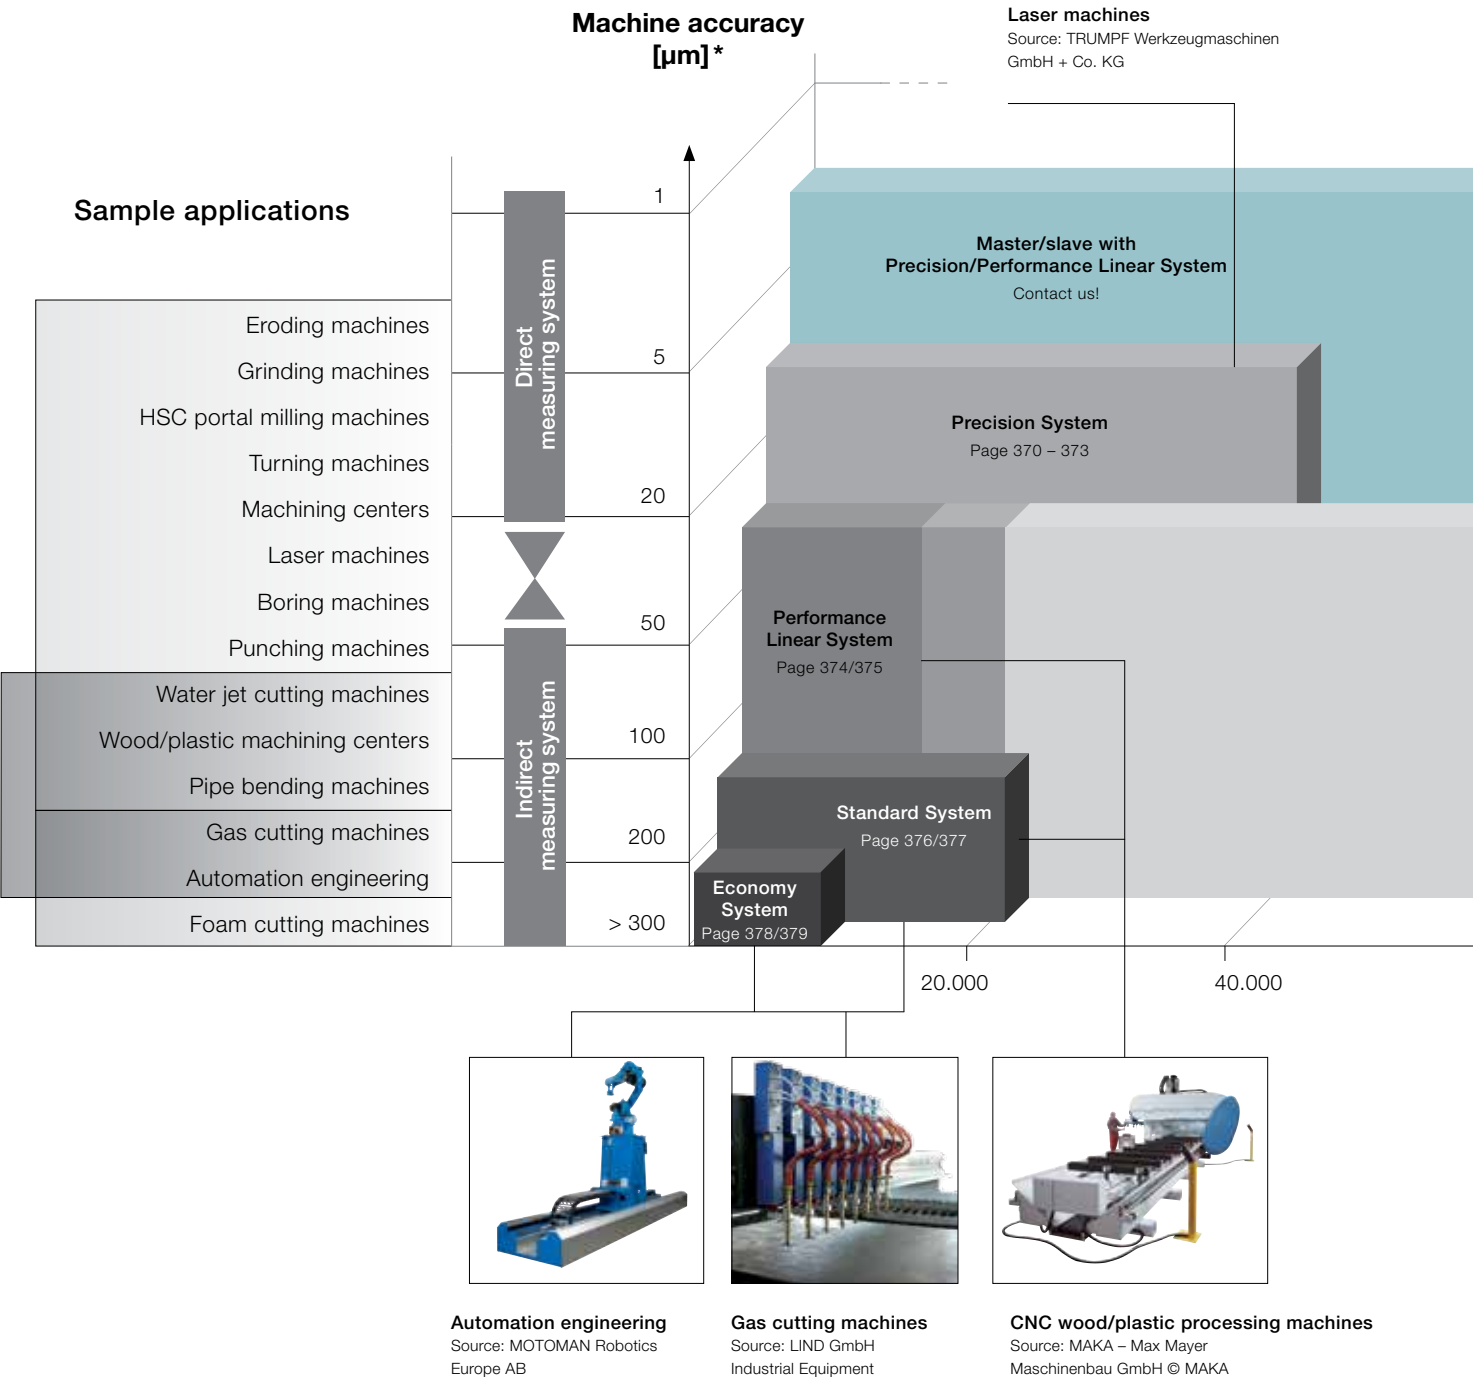 Machine accuracy
[µm] *
Laser machines
Source: TRUMPF Werkzeugmaschinen
GmbH + Co. KG
Sample applications
Eroding machines
Grinding machines
HSC portal milling machines
Turning machines
Machining centers
Laser machines
Boring machines
Punching machines
Water jet cutting machines
Wood/plastic machining centers
Pipe bending machines
Gas cutting machines
Automation engineering
Foam cutting machines
Direct
measuring system
Indirect
measuring system
1
5
20
50
100
200
> 300
Master/slave with
Precision/Performance Linear System
Contact us!
Precision System
Page 370 – 373
Performance
Linear System
Page 374/375
Standard System
Page 376/377
Economy
System
Page 378/379
20.000
40.000
Automation engineering
Source: MOTOMAN Robotics
Europe AB
Gas cutting machines
Source: LIND GmbH
Industrial Equipment
CNC wood/plastic processing machines
Source: MAKA – Max Mayer
Maschinenbau GmbH © MAKA